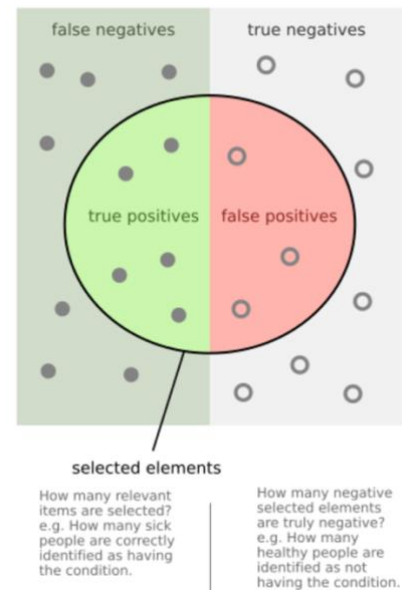 false negatives
true negatives
true positives
false positives
selected elements
How many relevant
items are selected?
e.g. How many sick
people are correctly
identified as having
the condition.
How many negative
selected elements
are truly negative?
e.g. How many
healthy people are
identified as not
having the condition.